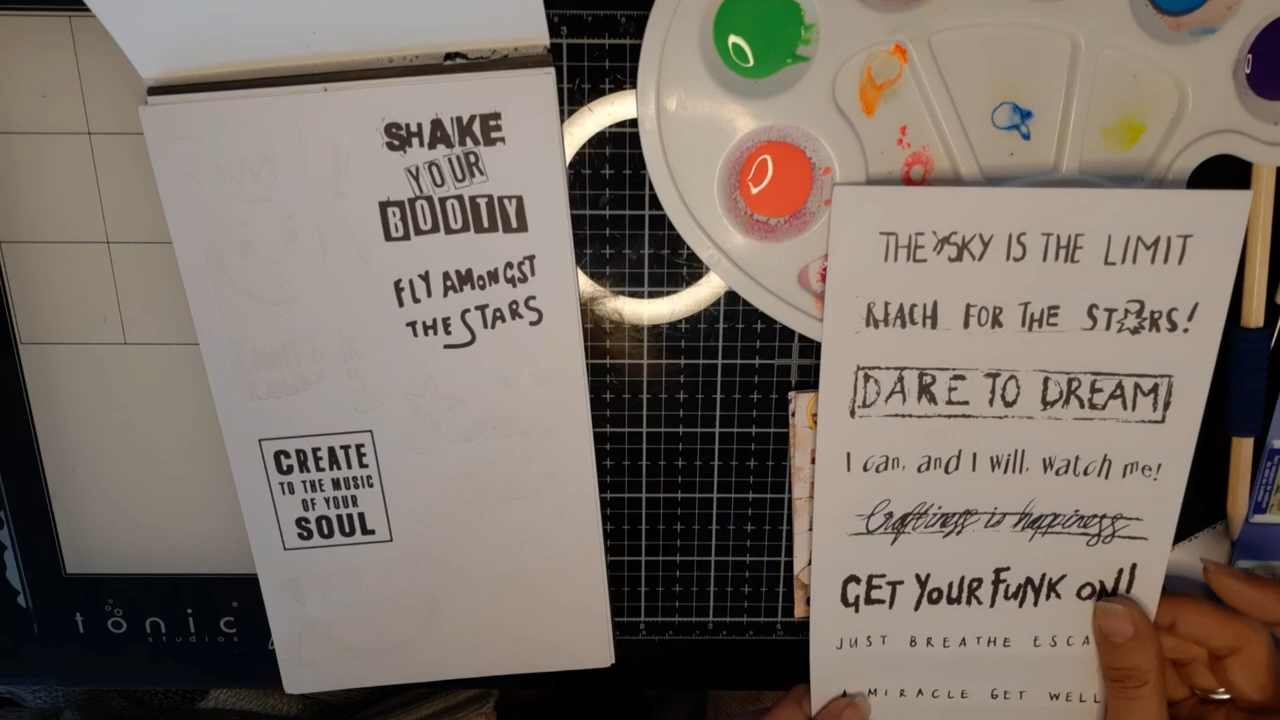 SHAKE
YOUR
BOOTY
FLY AMONGST
THE STARS
CREATE
TO THE MUSIC
OF YOUR
SOUL
tonic
studios
THE SKY IS THE LIMIT
REACH FOR THE STARS!
DARE TO DREAM
I can, and I will, watch me!
Craftiness is happiness
GET YOUR FUNK ON!
JUST BREATHE
MIRACLE GET WELL